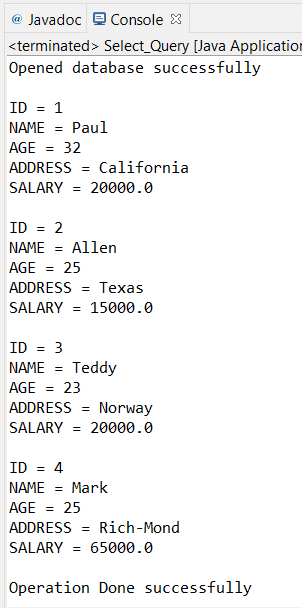 @ Javadoc Console
<terminated> Select_Query [Java Application
Opened database successfully
ID = 1
NAME = Paul
AGE = 32
ADDRESS = California
SALARY = 20000.0
ID = 2
NAME = Allen
AGE = 25
ADDRESS = Texas
SALARY = 15000.0
ID = 3
NAME = Teddy
AGE = 23
ADDRESS = Norway
SALARY = 20000.0
ID = 4
NAME = Mark
AGE = 25
ADDRESS = Rich-Mond
SALARY = 65000.0
Operation Done successfully